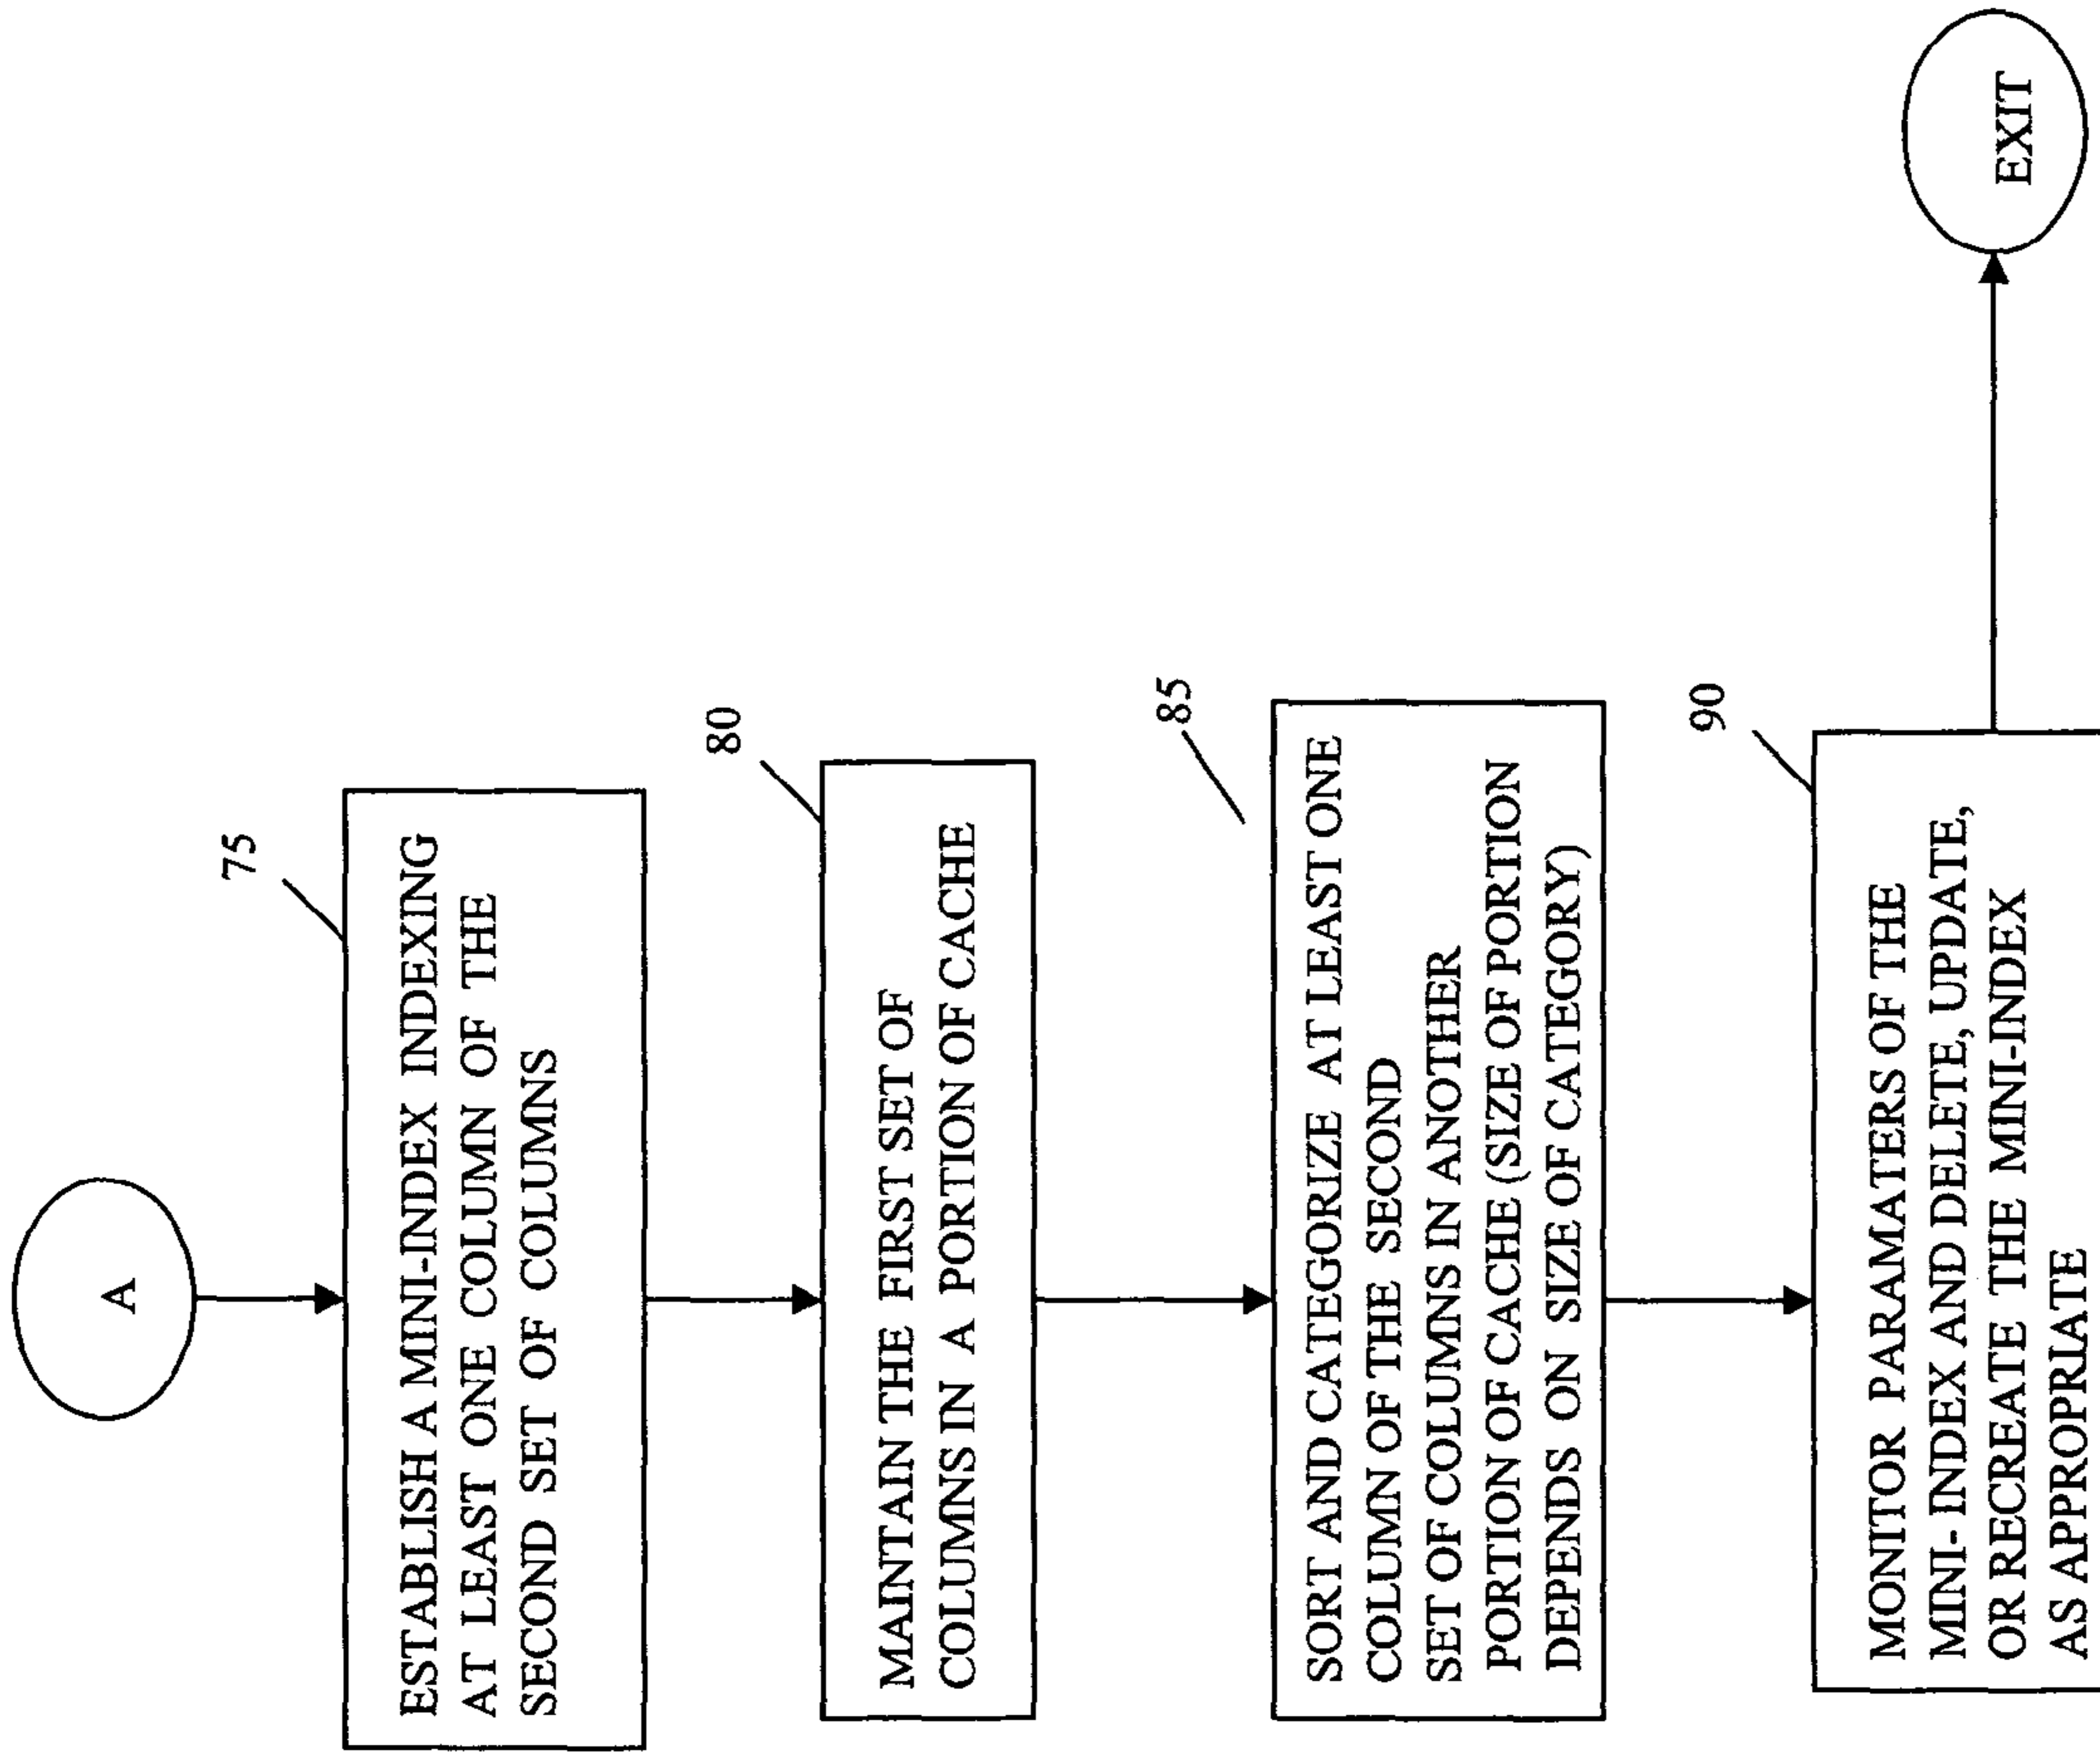 A
75
ESTABLISH A MINI-INDEX INDEXING
AT LEAST ONE COLUMN OF THE
SECOND SET OF COLUMNS
80
MAINTAIN THE FIRST SET OF
COLUMNS IN A PORTION OF CACHE
85
SORT AND CATEGORIZE AT LEAST ONE
COLUMN OF THE SECOND
SET OF COLUMNS IN ANOTHER
PORTION OF CACHE (SIZE OF PORTION
DEPENDS ON SIZE OF CATEGORY)
90
MONITOR PARAMATERS OF THE
MINI- INDEX AND DELETE, UPDATE,
OR RECREATE THE MINI-INDEX
AS APPROPRIATE
EXIT